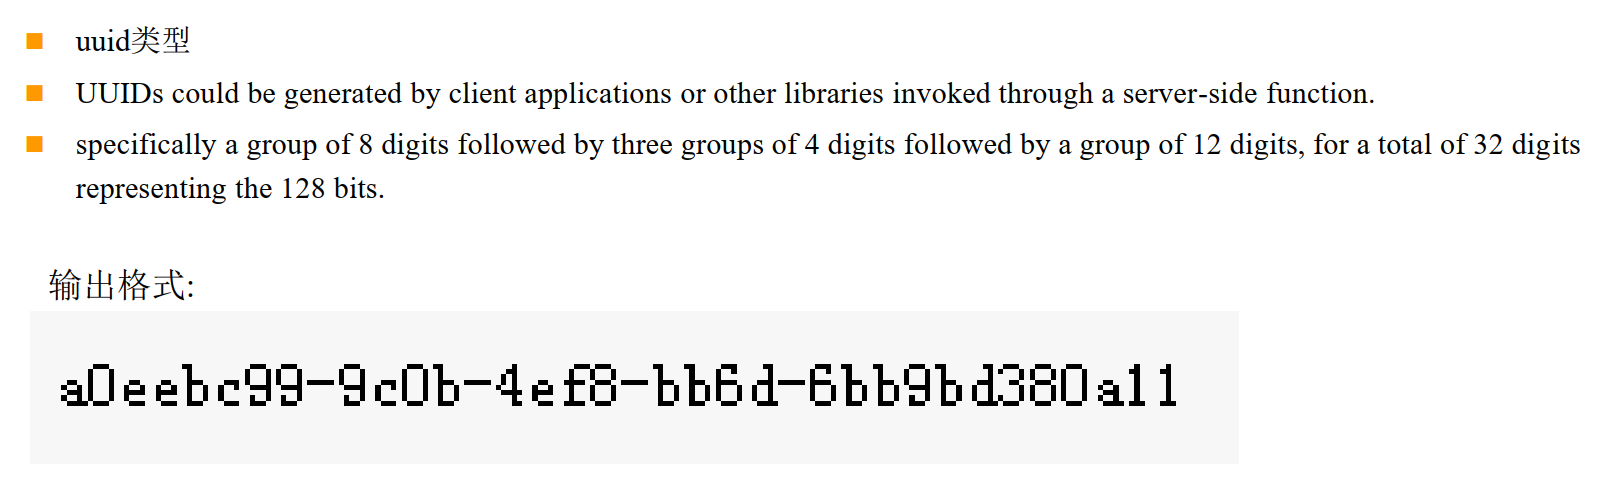 uuid类型
UUIDs could be generated by client applications or other libraries invoked through a server-side function.
specifically a group of 8 digits followed by three groups of 4 digits followed by a group of 12 digits, for a total of 32 digits
representing the 128 bits.
输出格式:
a0eebc99-9c0b-4ef8-bb6d-6bb9bd380a11